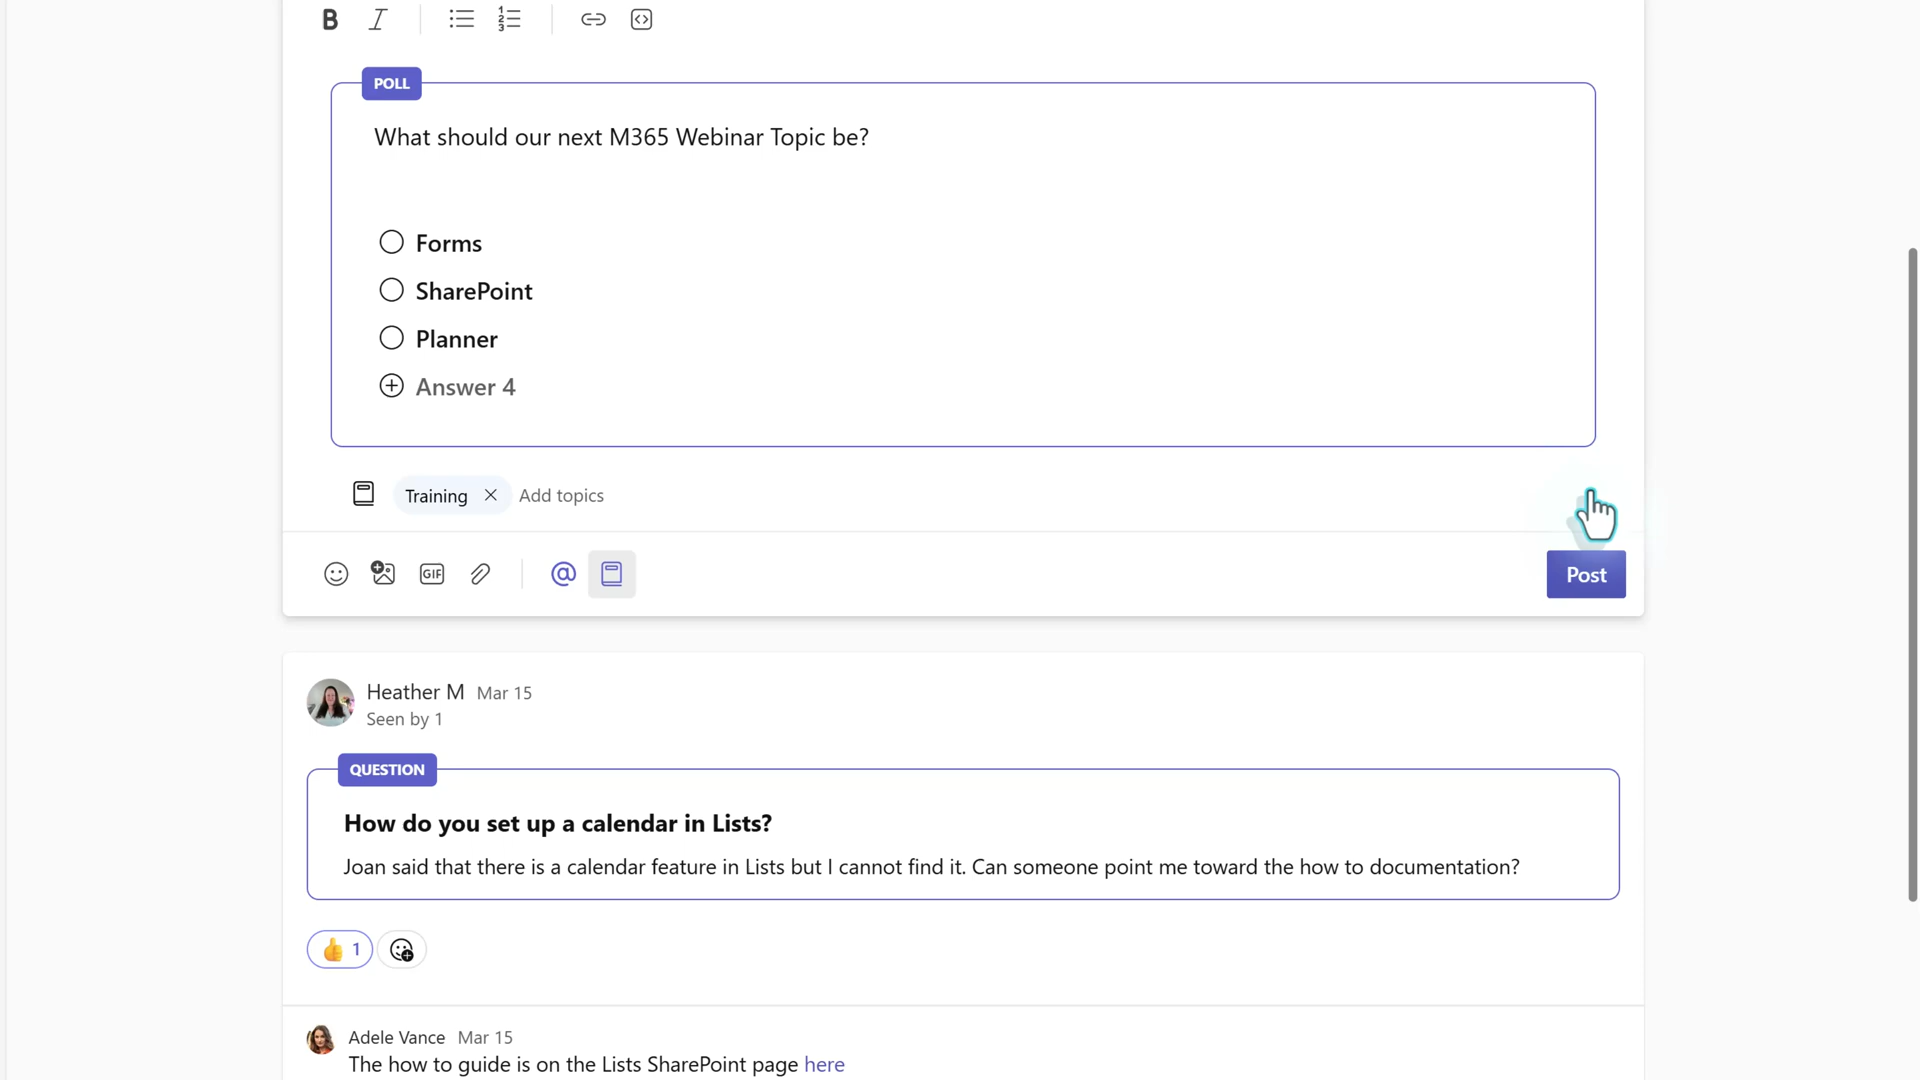 POLL
What should our next M365 Webinar Topic be?
Forms
SharePoint
Planner
Answer 4
Training Add topics
GIF
Post
Heather M Mar 15
Seen by 1
QUESTION
How do you set up a calendar in Lists?
Joan said that there is a calendar feature in Lists but I cannot find it. Can someone point me toward the how to documentation?
1
Adele Vance Mar 15
The how to guide is on the Lists SharePoint page here